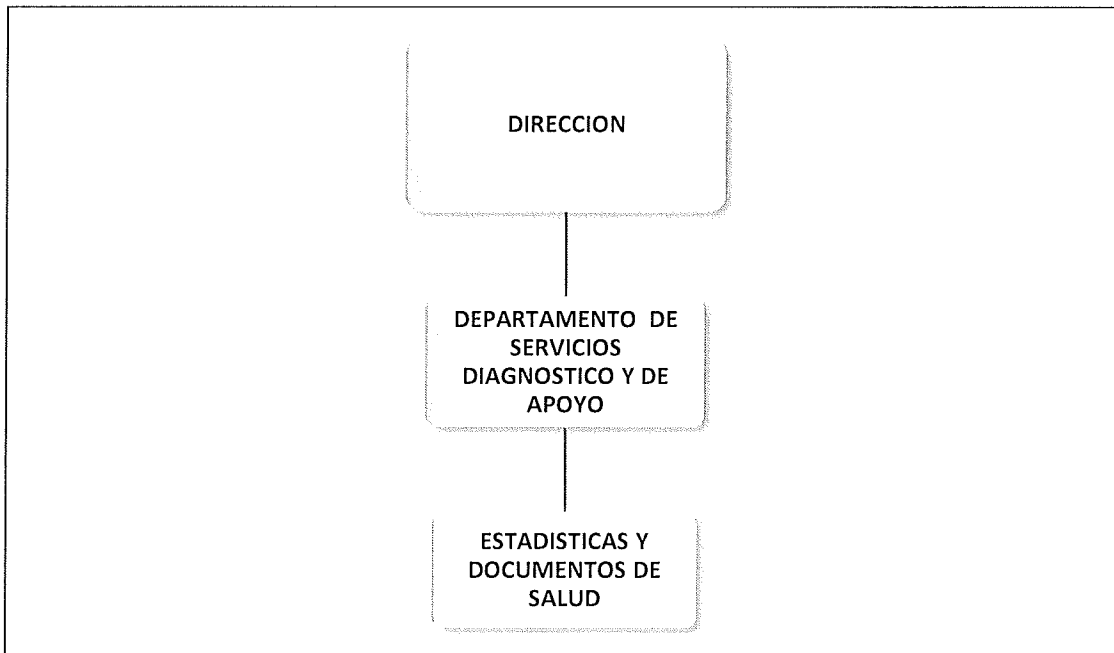 DIRECCION
DEPARTAMENTO DE
SERVICIOS
DIAGNOSTICO Y DE
APOYO
ESTADISTICAS Y
DOCUMENTOS DE
SALUD